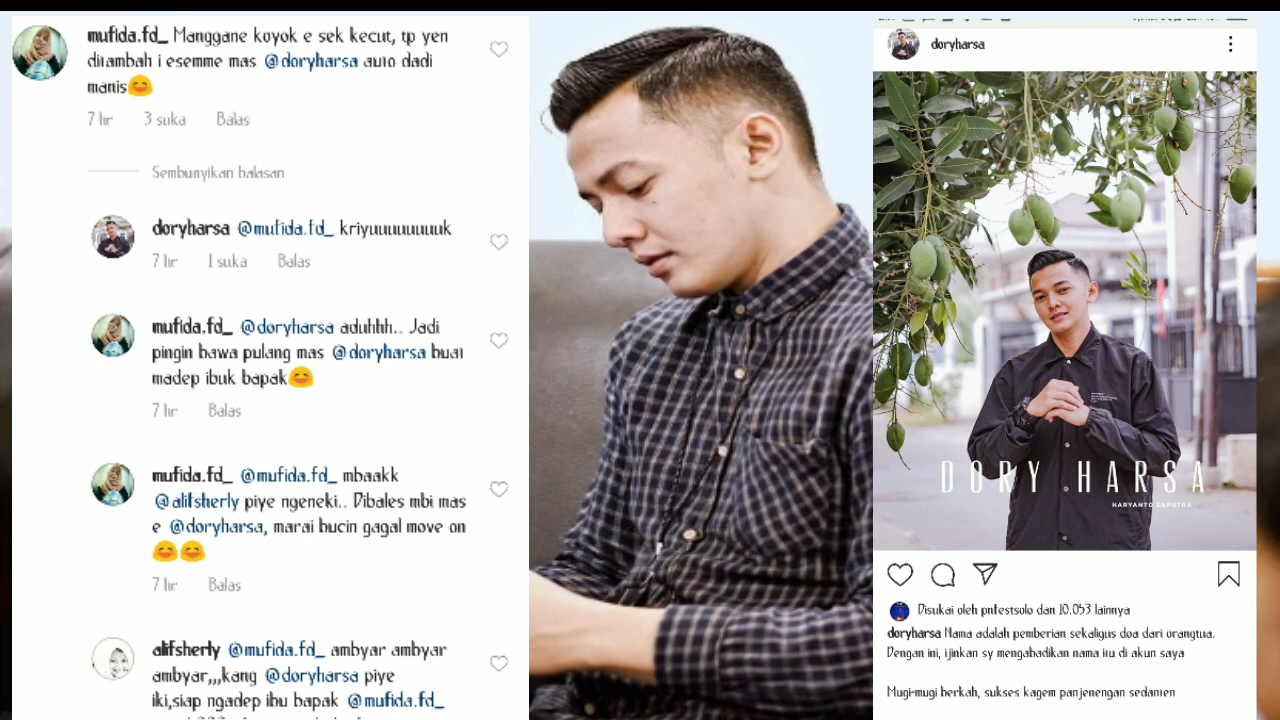 mufida.fd_ Manggane koyok e sek kecut, tp yen
ditambah i esemme mas @doryharsa auto dadi
manis😊
7 hr 3 suka Balas
Sembunyikan balasan
doryharsa @mufida.fd_ kriyuuuuuuuuk
7 hr 1 suka Balas
mufida.fd_ @doryharsa aduhhh.. Jadi
pingin bawa pulang mas @doryharsa buat
madep ibuk bapak😊
7 hr Balas
mufida.fd_ @mufida.fd_ mbaakk
@alifsherly piye ngeneki.. Dibales mbi mas
e @doryharsa, marai bucin gagal move on
😊😊
7 hr Balas
alifsherly @mufida.fd_ ambyar ambyar
ambyar,,,kang @doryharsa piye
iki,siap ngadep ibu bapak @mufida.fd_
doryharsa
DORY HARSA
HARYANTO SAPUTRA
Disukai oleh pnfestsolo dan 10.053 lainnya
doryharsa Nama adalah pemberian sekaligus doa dari orangtua.
Dengan ini, ijinkan sy mengabadikan nama itu di akun saya
Mugi-mugi berkah, sukses kagem panjenengan sedanten